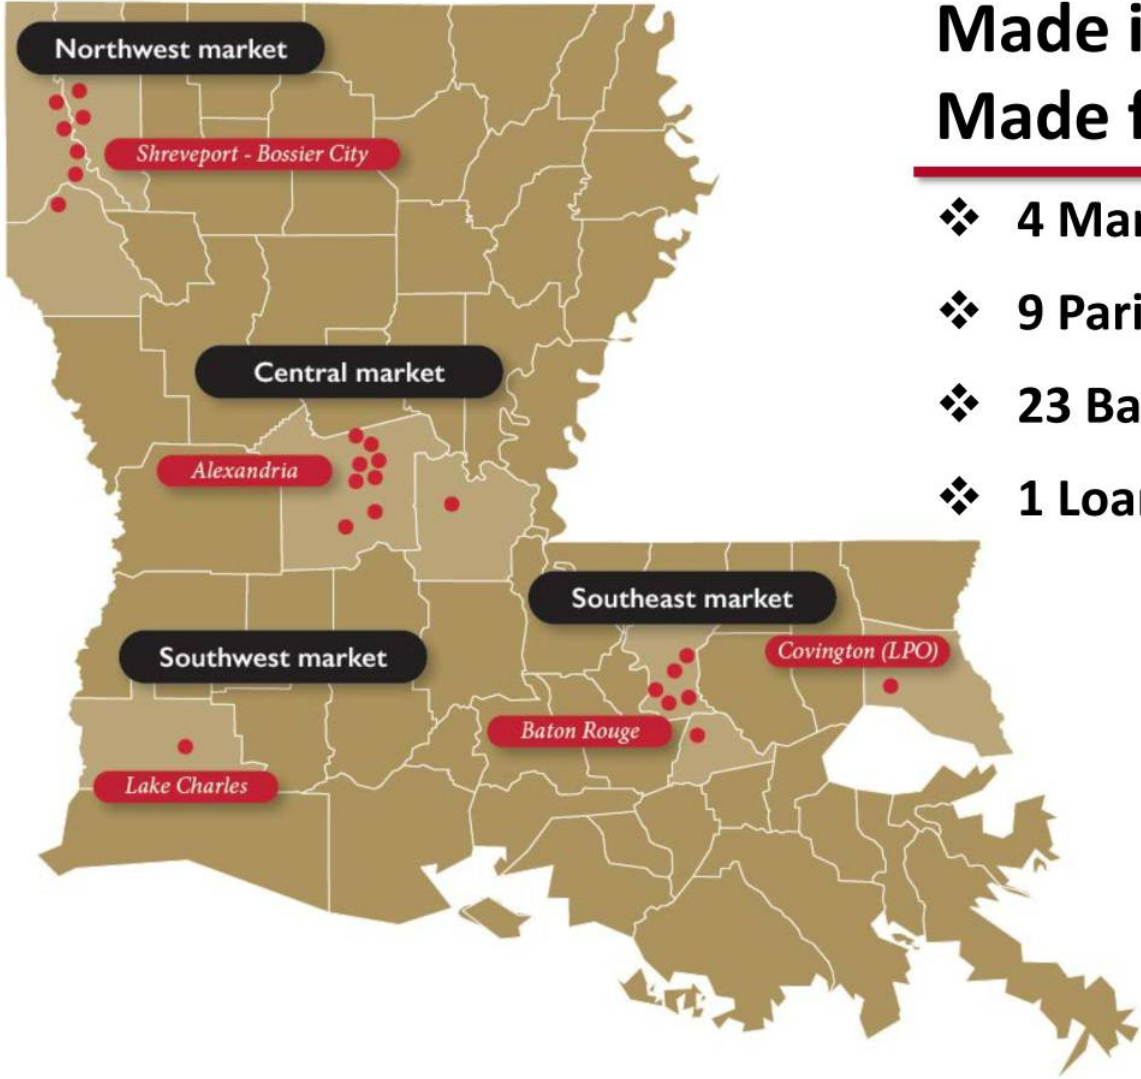 Made i
Made f
4 Mar
9 Pari
23 Ba
1 Loar
Northwest market
Shreveport - Bossier City
Central market
Alexandria
Southeast market
Covington (LPO)
Southwest market
Baton Rouge
Lake Charles